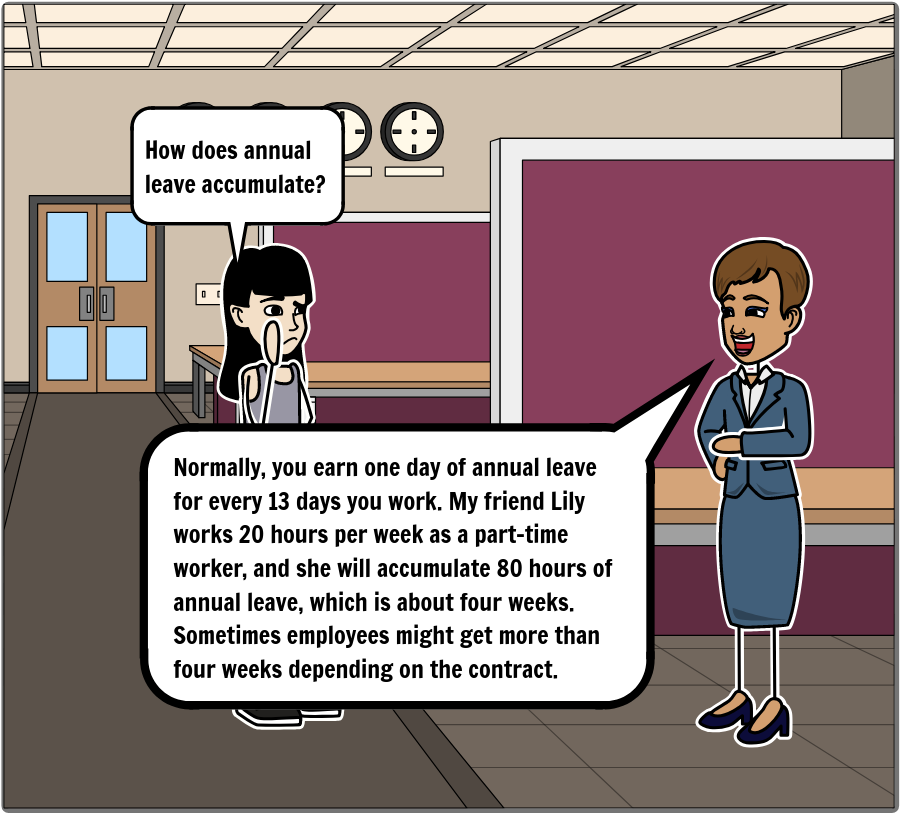 How does annual
leave accumulate?
Normally, you earn one day of annual leave
for every 13 days you work. My friend Lily
works 20 hours per week as a part-time
worker, and she will accumulate 80 hours of
annual leave, which is about four weeks.
Sometimes employees might get more than
four weeks depending on the contract.